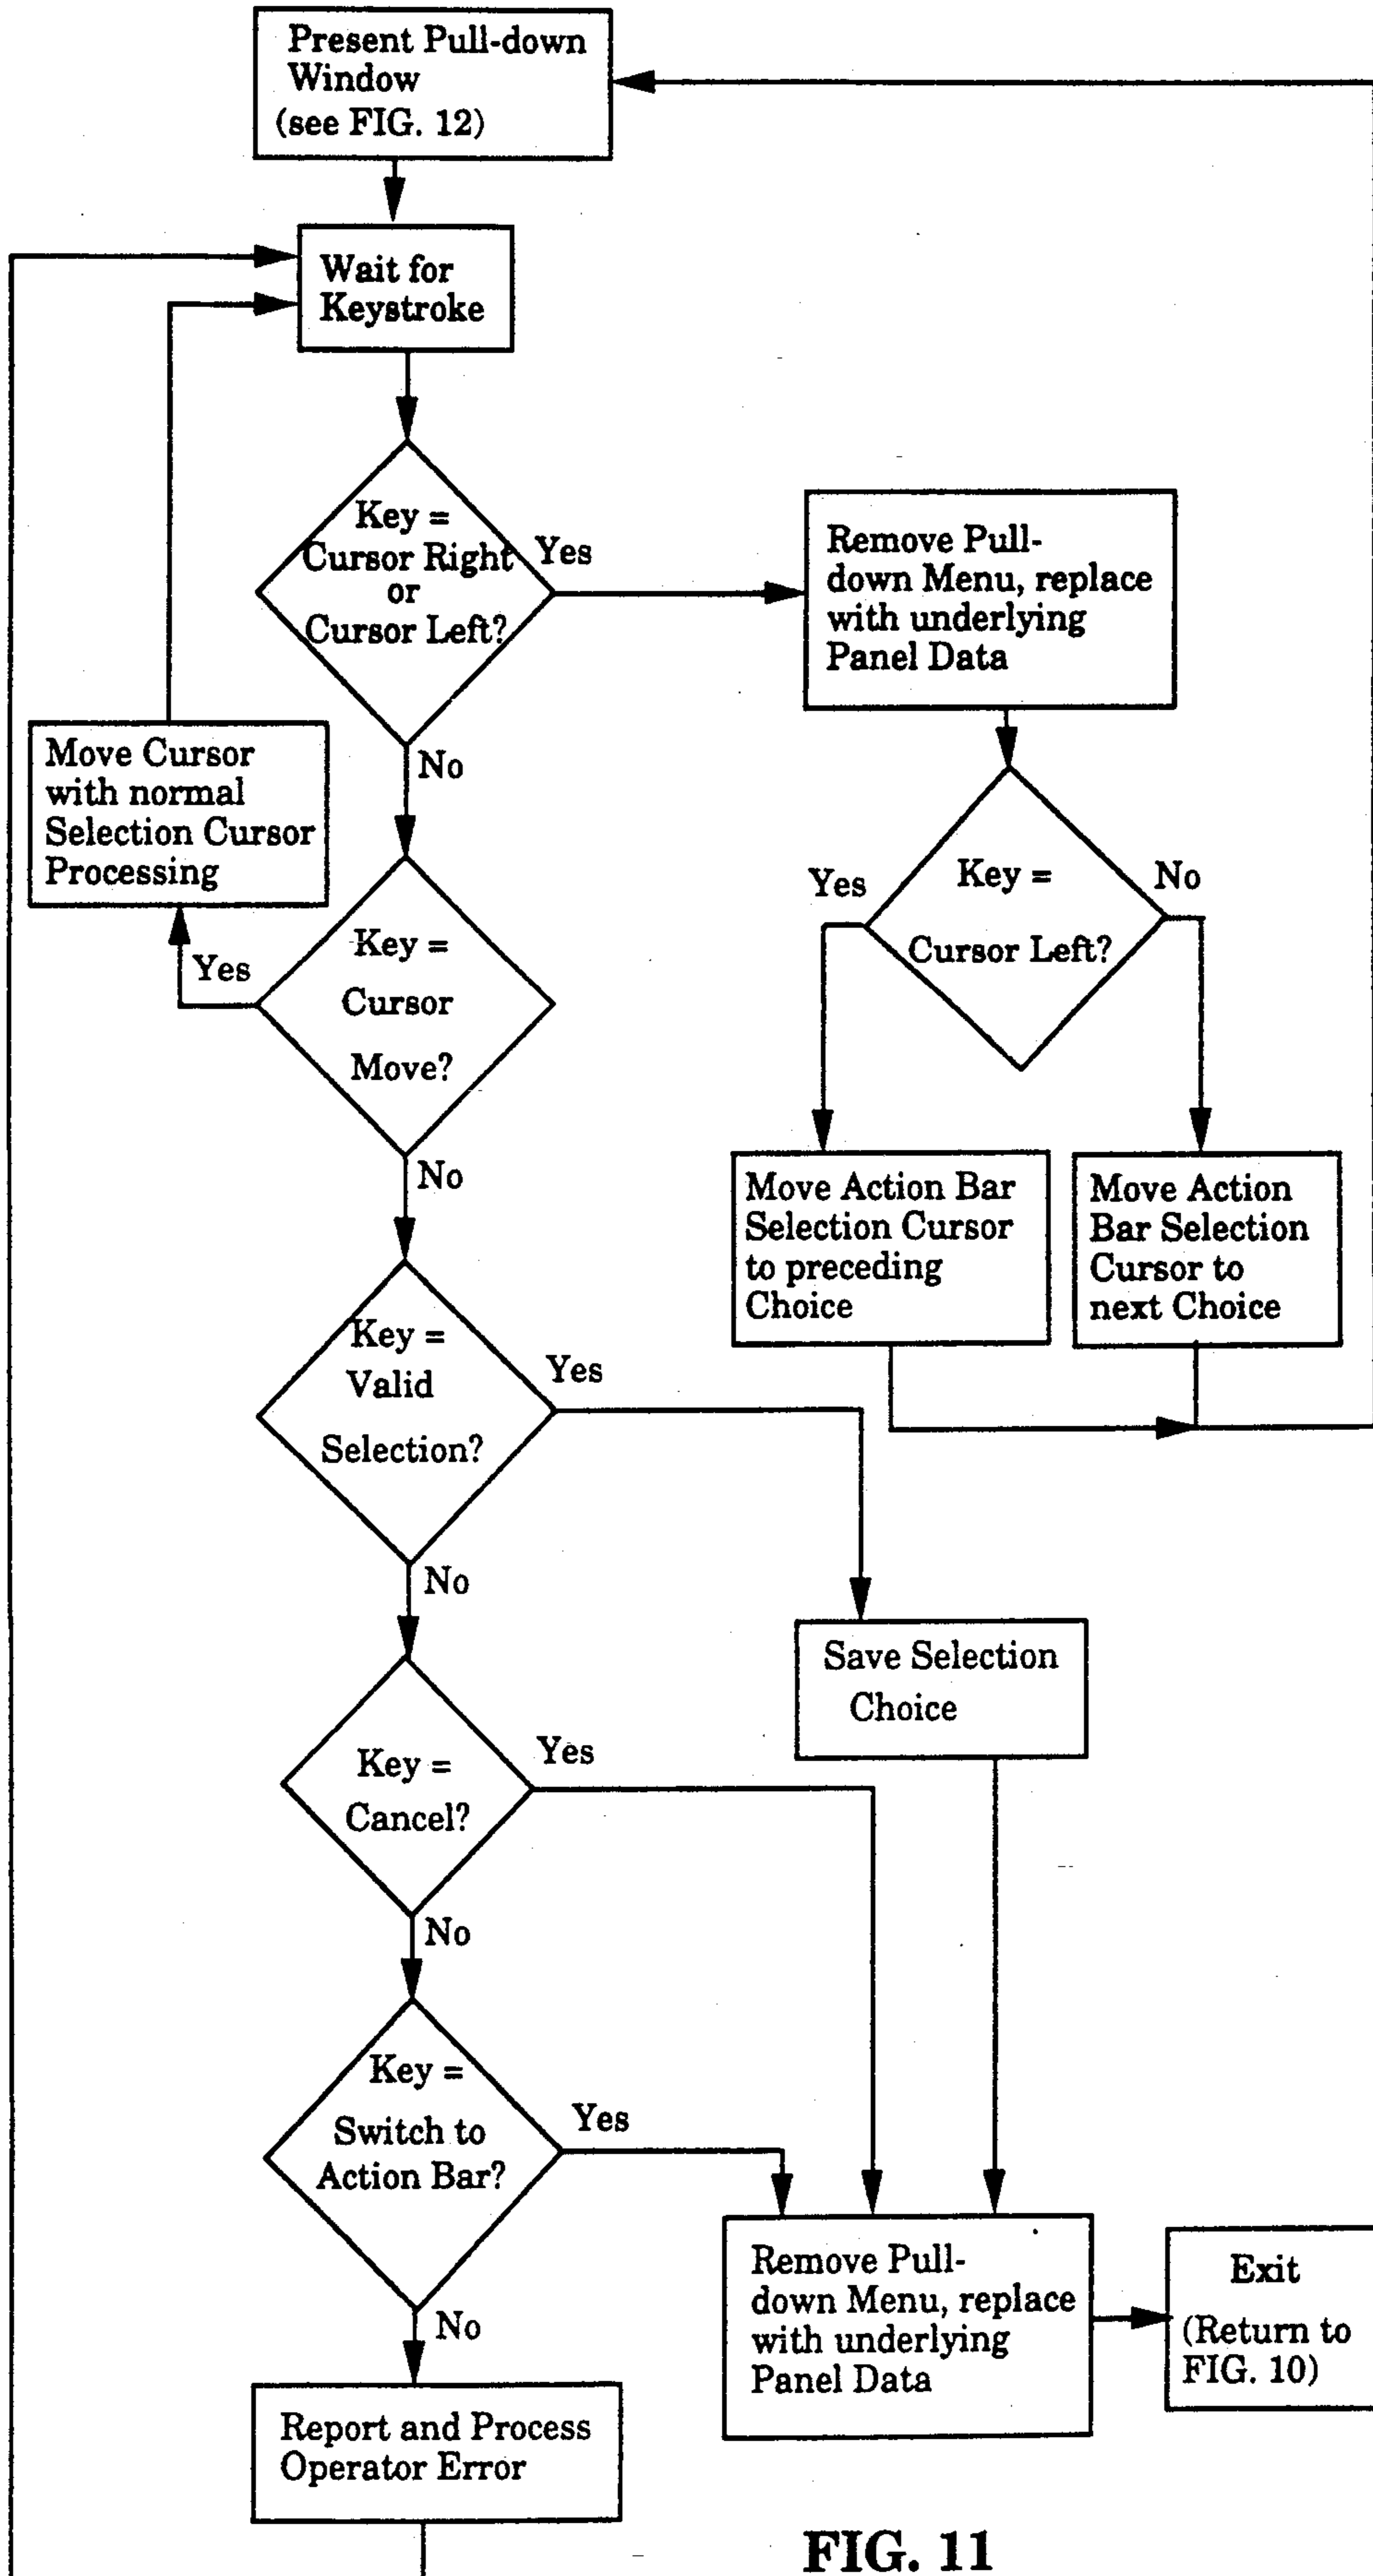 Present Pull-down
Window
(see FIG. 12)
Wait for
Keystroke
Key =
Cursor Right
or
Cursor Left?
Yes
No
Remove Pull-
down Menu, replace
with underlying
Panel Data
Move Cursor
with normal
Selection Cursor
Processing
Key =
Cursor Left?
Yes
No
Key =
Cursor
Move?
Yes
No
Move Action Bar
Selection Cursor
to preceding
Choice
Move Action
Bar Selection
Cursor to
next Choice
Key =
Valid
Selection?
Yes
No
Save Selection
Choice
Key =
Cancel?
Yes
No
Key =
Switch to
Action Bar?
Yes
No
Remove Pull-
down Menu, replace
with underlying
Panel Data
Exit
(Return to
FIG. 10)
Report and Process
Operator Error
FIG. 11